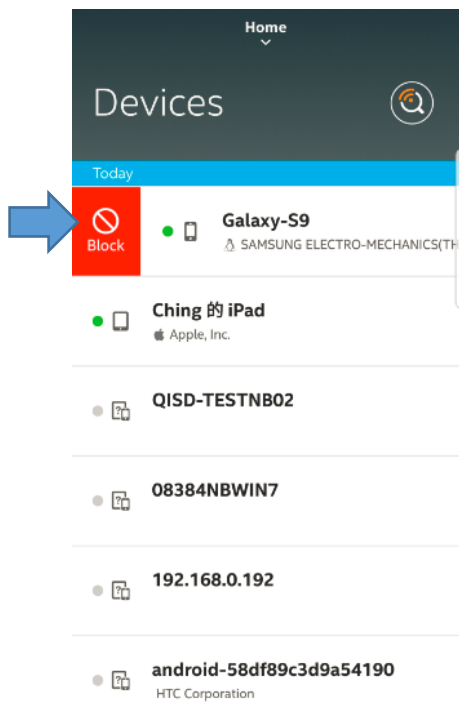 Home
Devices
Today
Block
Galaxy-S9
SAMSUNG ELECTRO-MECHANICS(TH
Ching 的 iPad
Apple, Inc.
QISD-TESTNB02
08384NBWIN7
192.168.0.192
android-58df89c3d9a54190
HTC Corporation